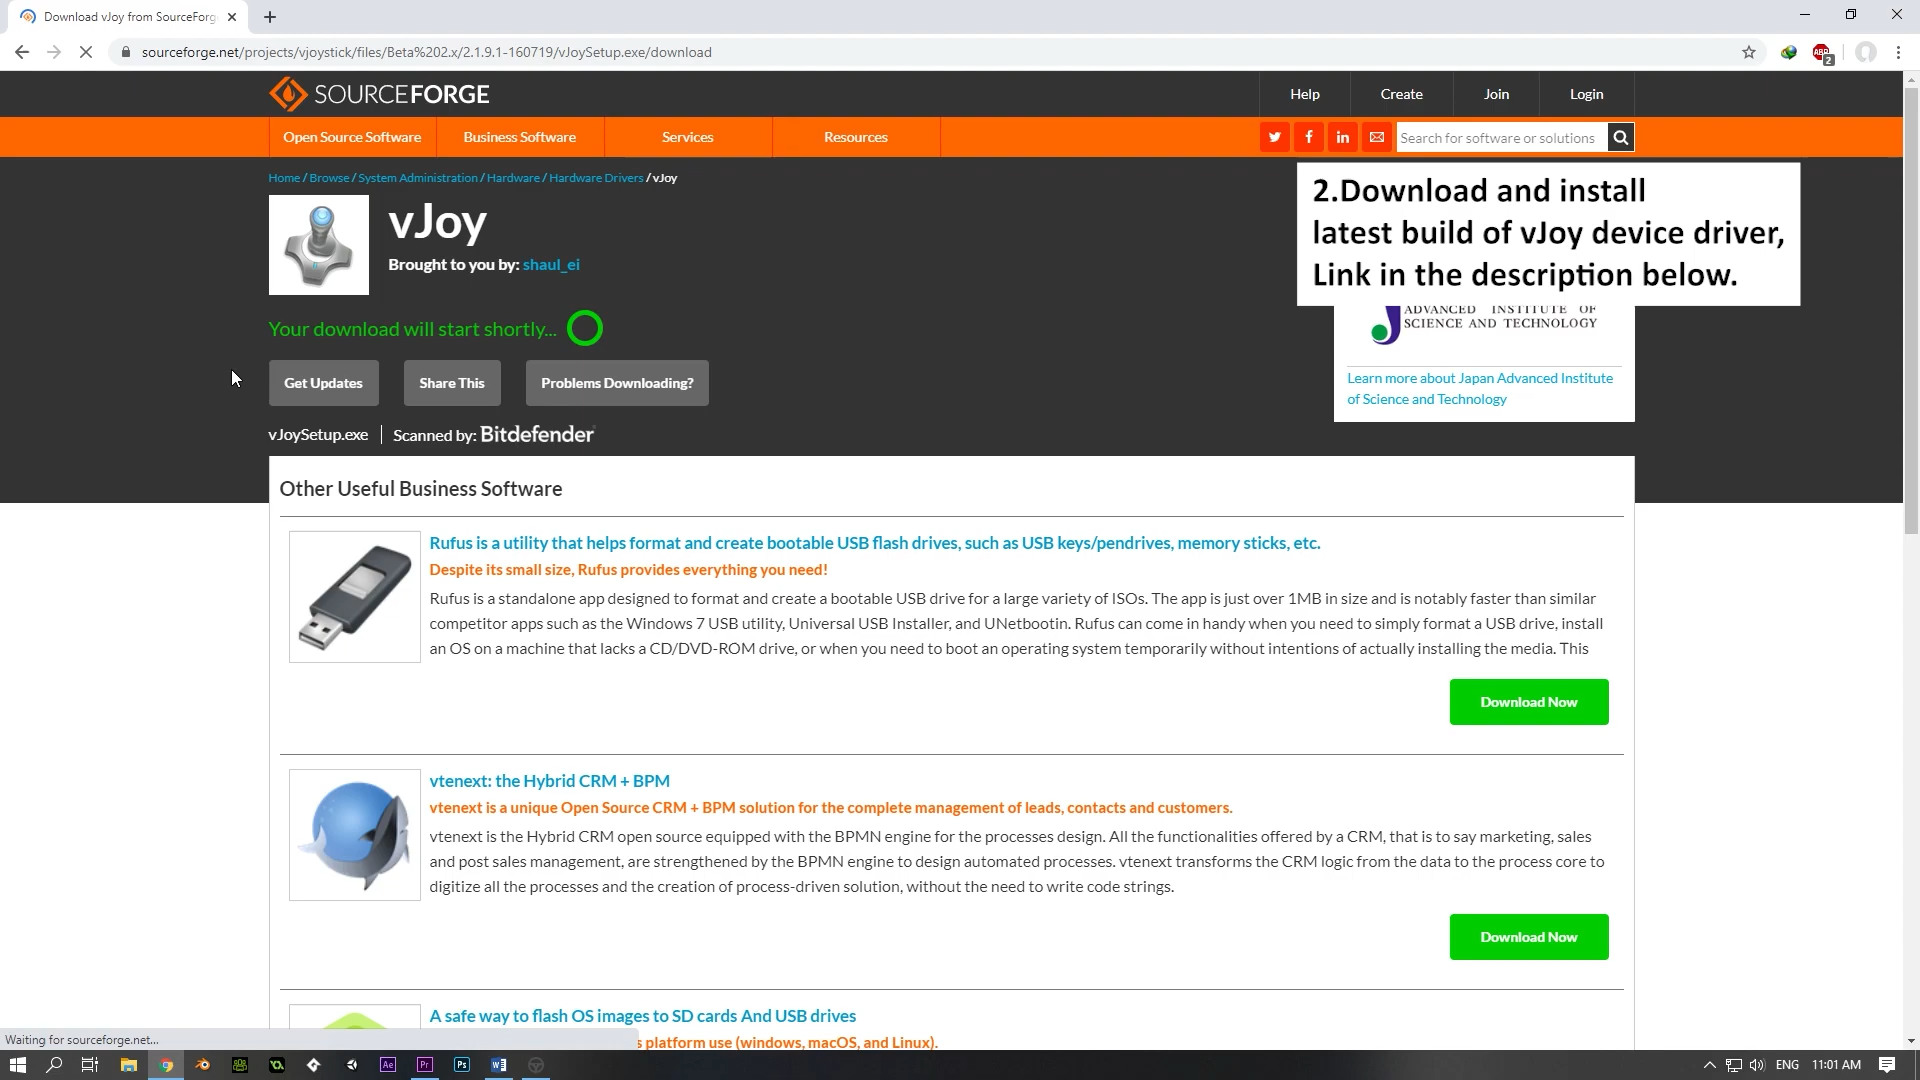 Download vJoy from SourceForg
sourceforge.net/projects/vjoystick/files/Beta%202.x/2.1.9.1-160719/vJoySetup.exe/download
ABP
2
SOURCEFORGE
Help
Create
Join
Login
Open Source Software
Business Software
Services
Resources
Search for software or solutions
Home / Browse / System Administration / Hardware / Hardware Drivers / vJoy
vJoy
Brought to you by: shaul_ei
2.Download and install
latest build of vJoy device driver,
Link in the description below.
ADVANCED INSTITUTE OF
SCIENCE AND TECHNOLOGY
Learn more about Japan Advanced Institute
of Science and Technology
Your download will start shortly...
Get Updates
Share This
Problems Downloading?
vJoySetup.exe
Scanned by: Bitdefender
Other Useful Business Software
Rufus is a utility that helps format and create bootable USB flash drives, such as USB keys/pendrives, memory sticks, etc.
Despite its small size, Rufus provides everything you need!
Rufus is a standalone app designed to format and create a bootable USB drive for a large variety of ISOs. The app is just over 1MB in size and is notably faster than similar
competitor apps such as the Windows 7 USB utility, Universal USB Installer, and UNetbootin. Rufus can come in handy when you need to simply format a USB drive, install
an OS on a machine that lacks a CD/DVD-ROM drive, or when you need to boot an operating system temporarily without intentions of actually installing the media. This
Download Now
vtenext: the Hybrid CRM + BPM
vtenext is a unique Open Source CRM + BPM solution for the complete management of leads, contacts and customers.
vtenext is the Hybrid CRM open source equipped with the BPMN engine for the processes design. All the functionalities offered by a CRM, that is to say marketing, sales
and post sales management, are strengthened by the BPMN engine to design automated processes. vtenext transforms the CRM logic from the data to the process core to
digitize all the processes and the creation of process-driven solution, without the need to write code strings.
Download Now
A safe way to flash OS images to SD cards And USB drives
s platform use (windows, macOS, and Linux).
Waiting for sourceforge.net...
Ae
Pr
Ps
ENG
11:01 AM